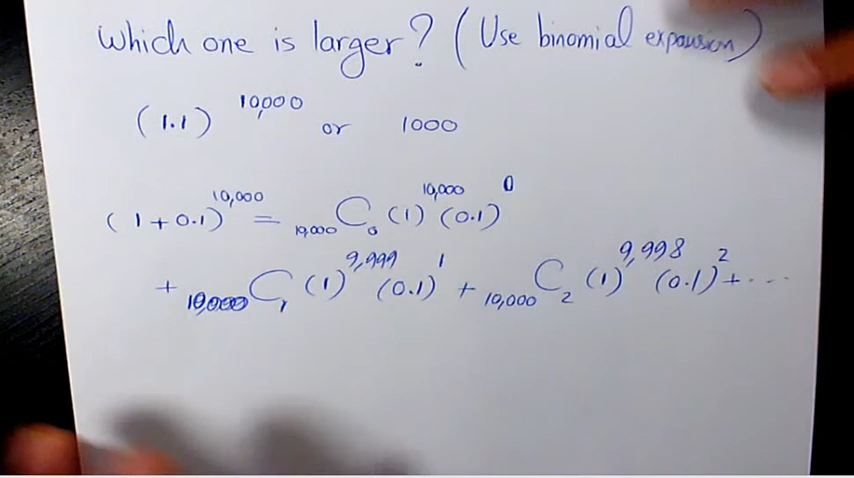 Which one is larger? (Use binomial expansion)
(1.1)^10,000 or 1000
(1+0.1)^10,000 = 10,000C0 (1)^10,000 (0.1)^0
+ 10,000C1 (1)^9,999 (0.1)^1 + 10,000C2 (1)^9,998 (0.1)^2 + ...